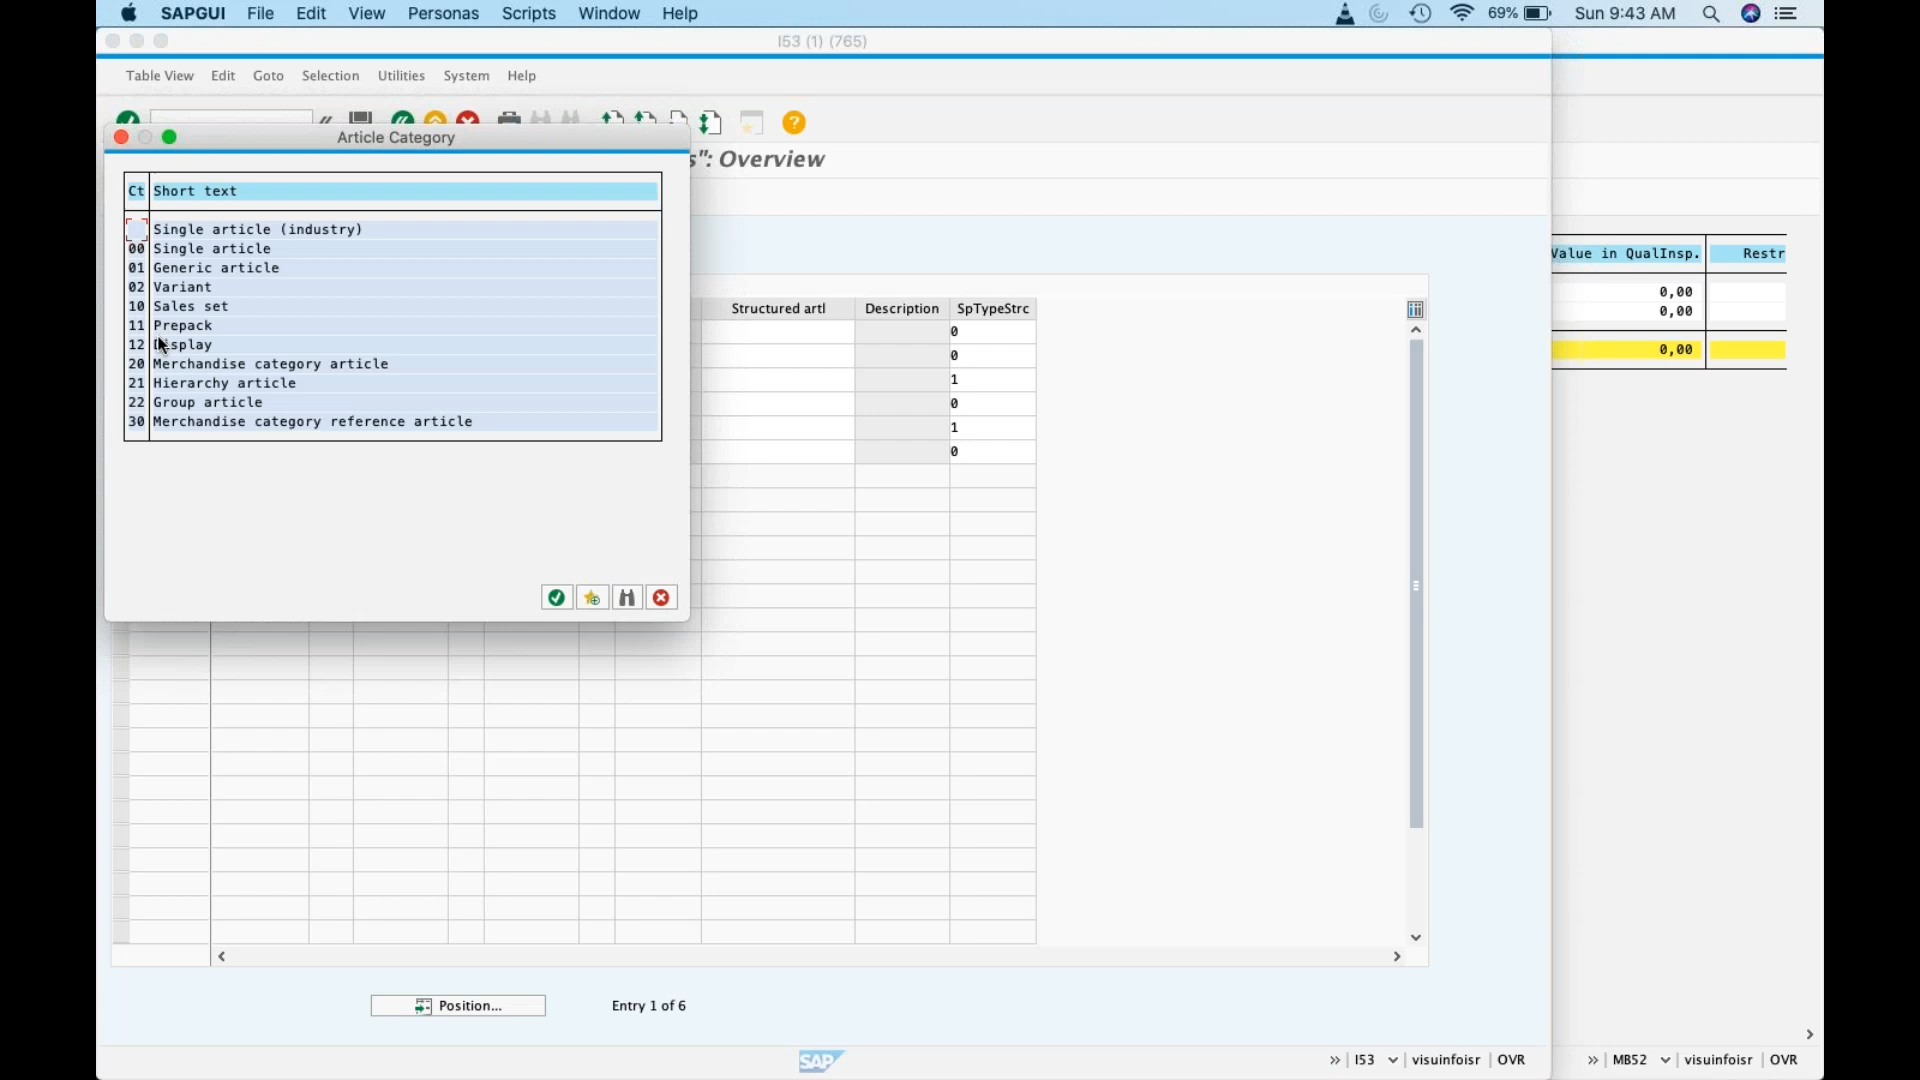 SAPGUI File Edit View Personas Scripts Window Help 69% Sun 9:43 AM
I53 (1) (765)
Table View Edit Goto Selection Utilities System Help
Article Category
s": Overview
Ct Short text
Single article (industry)
00 Single article
01 Generic article
02 Variant
10 Sales set
11 Prepack
12 Display
20 Merchandise category article
21 Hierarchy article
22 Group article
30 Merchandise category reference article
Structured artl Description SpTypeStrc
0
0
1
0
1
0
Value in QualInsp. Restr
0,00
0,00
0,00
Position... Entry 1 of 6
SAP
I53 visuinfoisr OVR
MB52 visuinfoisr OVR